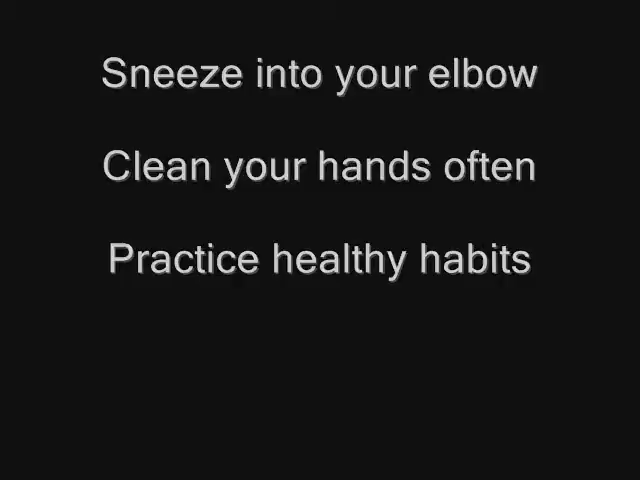 Sneeze into your elbow
Clean your hands often
Practice healthy habits